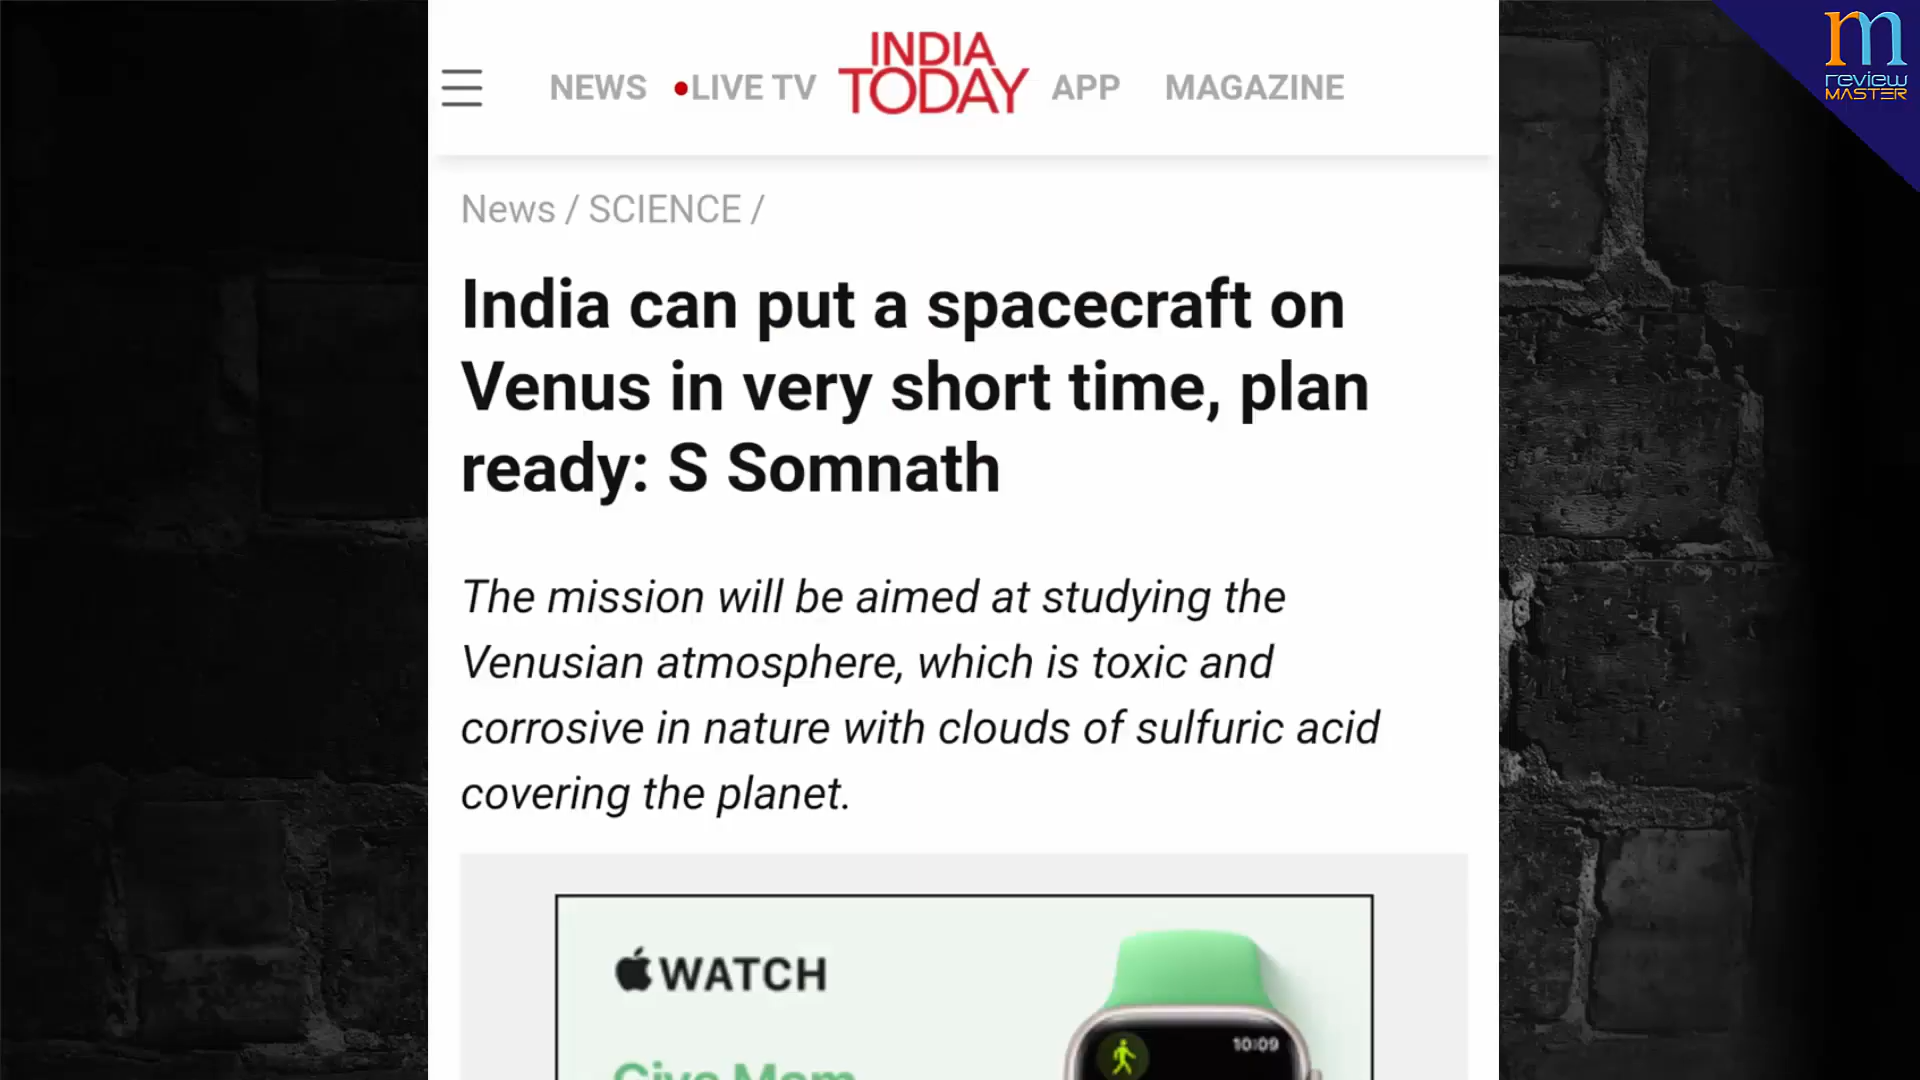 m
review
MASTER
INDIA
TODAY
NEWS
LIVE TV
APP
MAGAZINE
News / SCIENCE /
India can put a spacecraft on
Venus in very short time, plan
ready: S Somnath
The mission will be aimed at studying the
Venusian atmosphere, which is toxic and
corrosive in nature with clouds of sulfuric acid
covering the planet.
WATCH
10:09
Give Mom